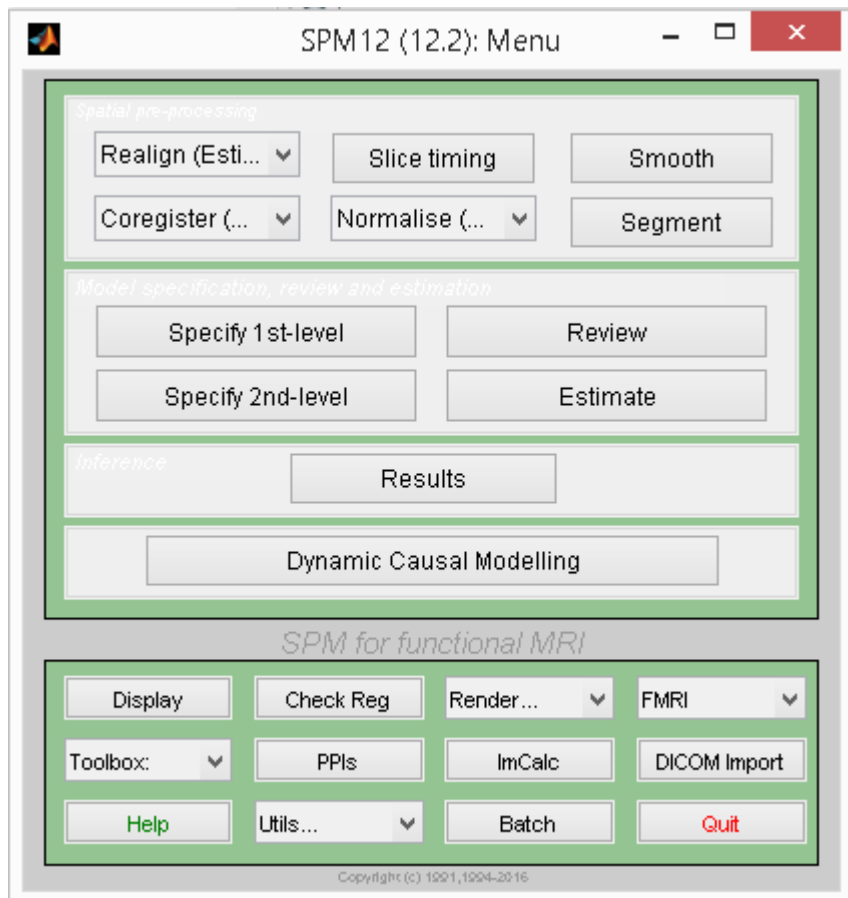 SPM12 (12.2): Menu
Spatial pre-processing
Realign (Esti...
Slice timing
Smooth
Coregister (...
Normalise (...
Segment
Model specification, review and estimation
Specify 1st-level
Review
Specify 2nd-level
Estimate
Inference
Results
Dynamic Causal Modelling
SPM for functional MRI
Display
Check Reg
Render...
FMRI
Toolbox:
PPIs
ImCalc
DICOM Import
Help
Utils...
Batch
Quit
Copyright (c) 1991,1994-2016